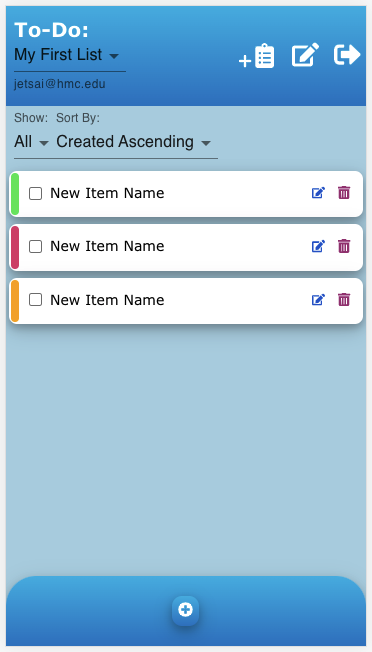 To-Do:
My First List
jetsai@hmc.edu
Show: Sort By:
All Created Ascending
New Item Name
New Item Name
New Item Name